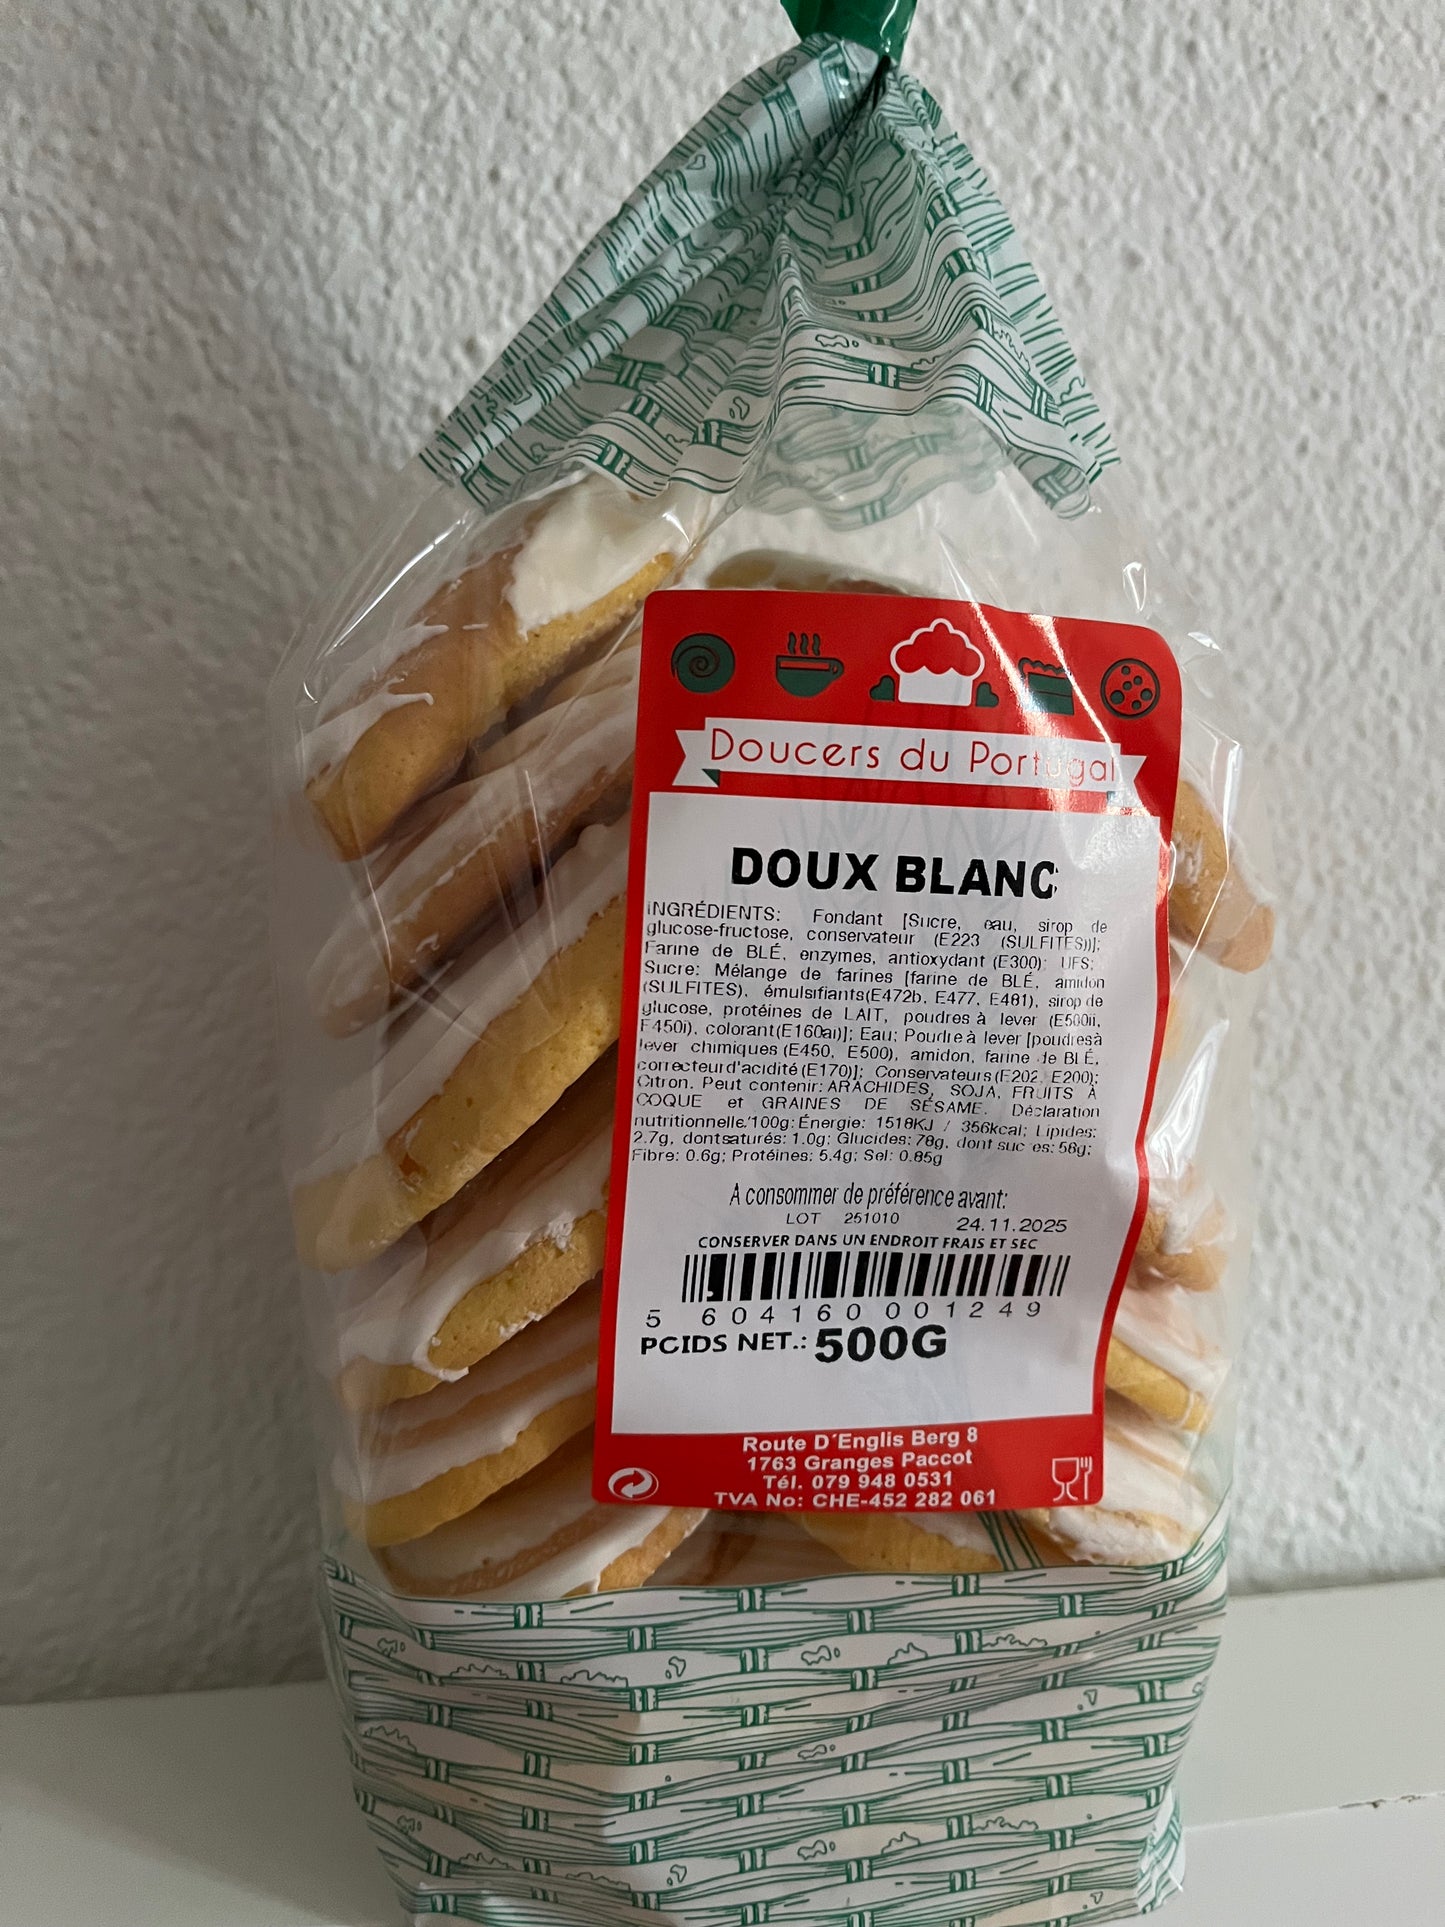 Doucers du Portugal
DOUX BLANC
INGRÉDIENTS: Fondant [Sucre, eau, sirop de
glucose-fructose, conservateur (E223 (SULFITES))];
Farine de BLÉ, enzymes, antioxydant (E300); UFS;
Sucre; Mélange de farines [farine de BLÉ, amidon
(SULFITES), émulsifiants(E472b, E477, E481), sirop de
glucose, protéines de LAIT, poudres à lever (E500ii,
E450i), colorant(E160ai)]; Eau; Poudre à lever [poudres à
lever chimiques (E450, E500), amidon, farine de BLÉ,
correcteur d'acidité (E170)]; Conservateurs (E202, E200);
Citron. Peut contenir: ARACHIDES, SOJA, FRUITS À
COQUE et GRAINES DE SÉSAME. Déclaration
nutritionnelle/100g: Énergie: 1518KJ / 356kcal; Lipides:
2.7g, dont saturés: 1.0g; Glucides: 78g, dont sucres: 56g;
Fibre: 0.6g; Protéines: 5.4g; Sel: 0.85g
À consommer de préférence avant:
LOT 251010 24.11.2025
CONSERVER DANS UN ENDROIT FRAIS ET SEC
5 604160 001249
POIDS NET.: 500G
Route D'Englis Berg 8
1763 Granges Paccot
Tél. 079 948 0531
TVA No: CHE-452 282 061